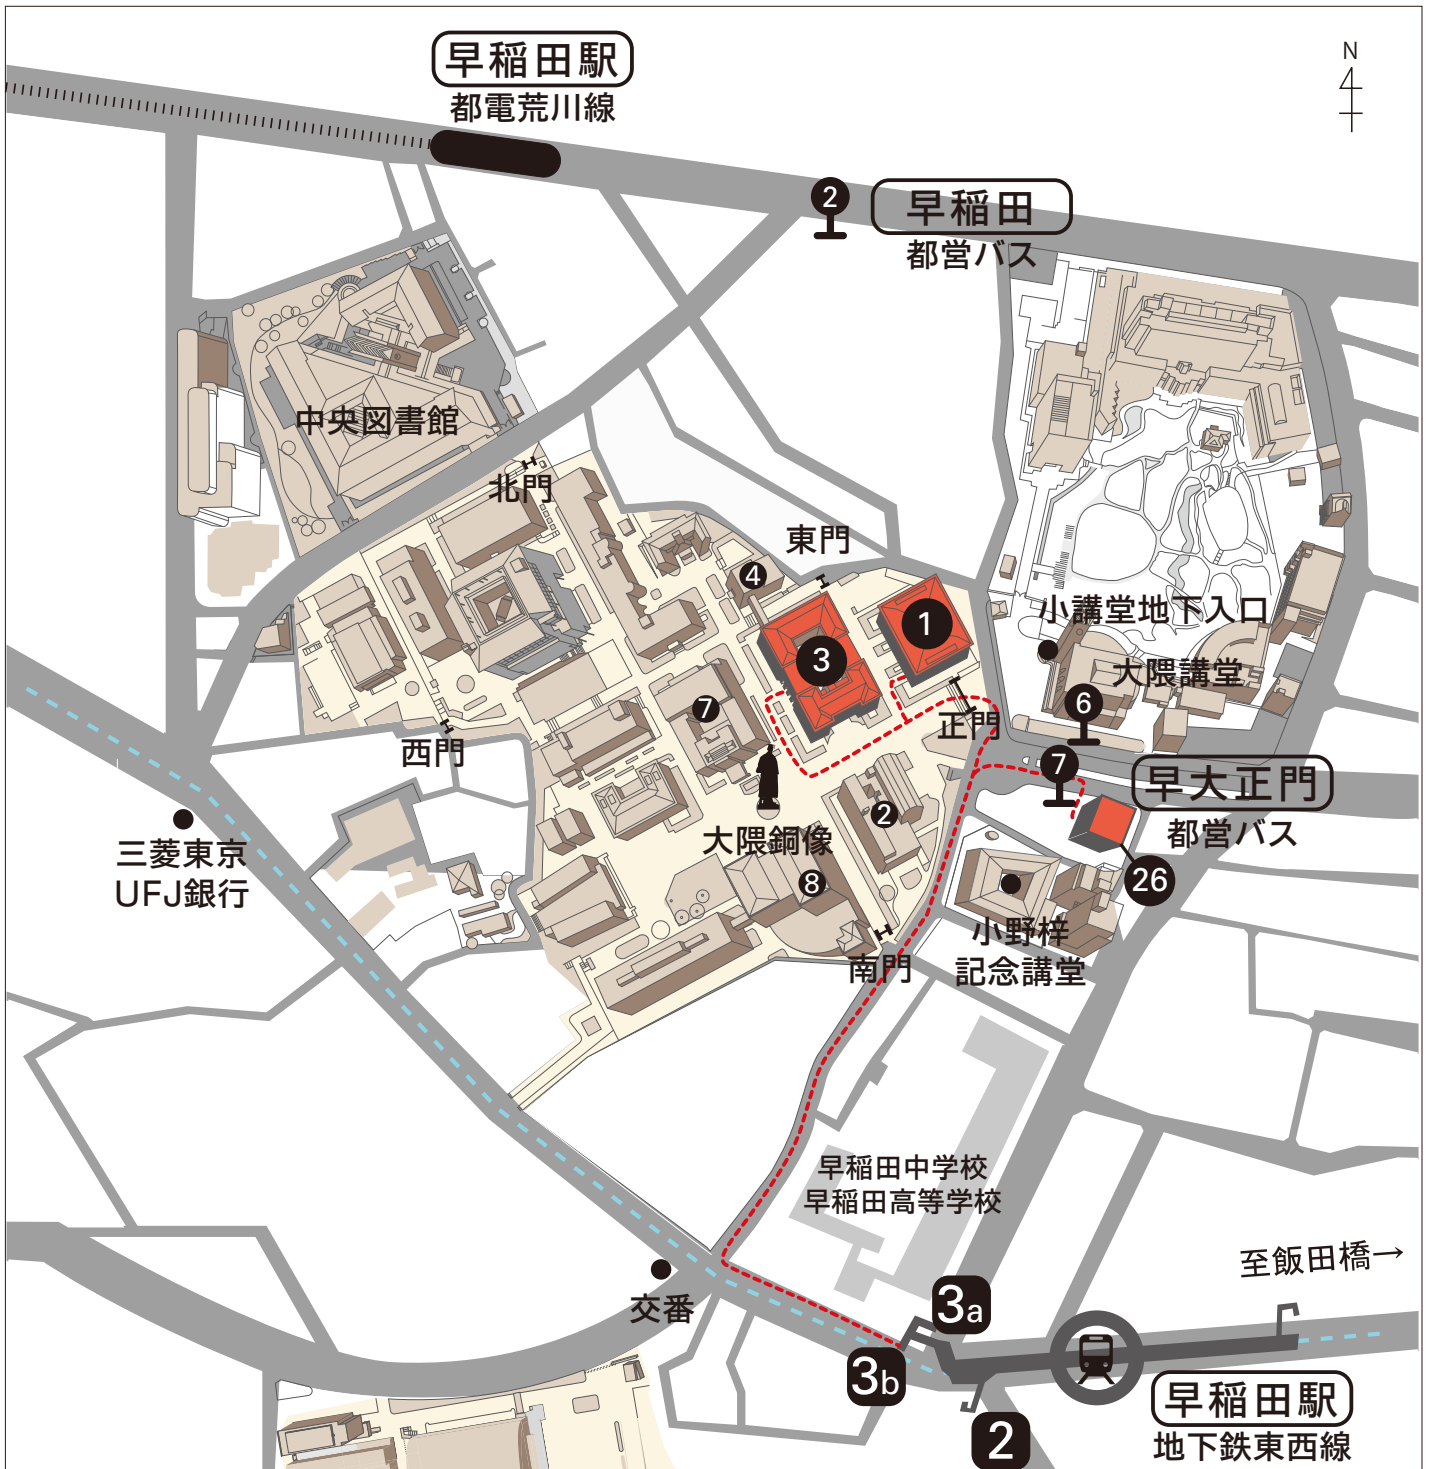 早稲田駅
都電荒川線
N
2
早稲田
都営バス
中央図書館
北門
東門
4
1
3
小講堂地下入口
大隈講堂
6
7
西門
正門
7
早大正門
都営バス
2
大隈銅像
三菱東京
UFJ銀行
8
26
小野梓
記念講堂
南門
早稲田中学校
早稲田高等学校
至飯田橋→
交番
3a
3b
2
早稲田駅
地下鉄東西線